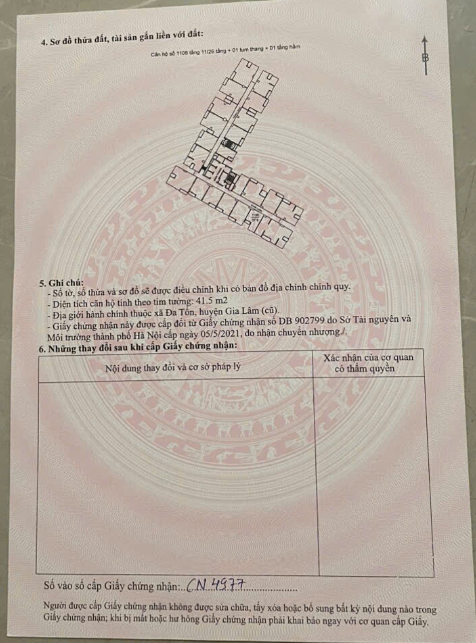 4. Sơ đồ thửa đất, tài sản gắn liền với đất:
Căn hộ số 1108 tầng 11/26 tầng + 01 tum thang + 01 tầng hầm
B
5. Ghi chú:
- Số tờ, số thửa và sơ đồ sẽ được điều chỉnh khi có bản đồ địa chính chính quy.
- Diện tích căn hộ tính theo tim tường: 41.5 m2
- Địa giới hành chính thuộc xã Đa Tốn, huyện Gia Lâm (cũ).
- Giấy chứng nhận này được cấp đổi từ Giấy chứng nhận số DB 902799 do Sở Tài nguyên và
Môi trường thành phố Hà Nội cấp ngày 05/5/2021, do nhận chuyển nhượng./.
6. Những thay đổi sau khi cấp Giấy chứng nhận:
Nội dung thay đổi và cơ sở pháp lý
Xác nhận của cơ quan
có thẩm quyền
Số vào sổ cấp Giấy chứng nhận:..CN 4977..............
Người được cấp Giấy chứng nhận không được sửa chữa, tẩy xóa hoặc bổ sung bất kỳ nội dung nào trong
Giấy chứng nhận; khi bị mất hoặc hư hỏng Giấy chứng nhận phải khai báo ngay với cơ quan cấp Giấy.